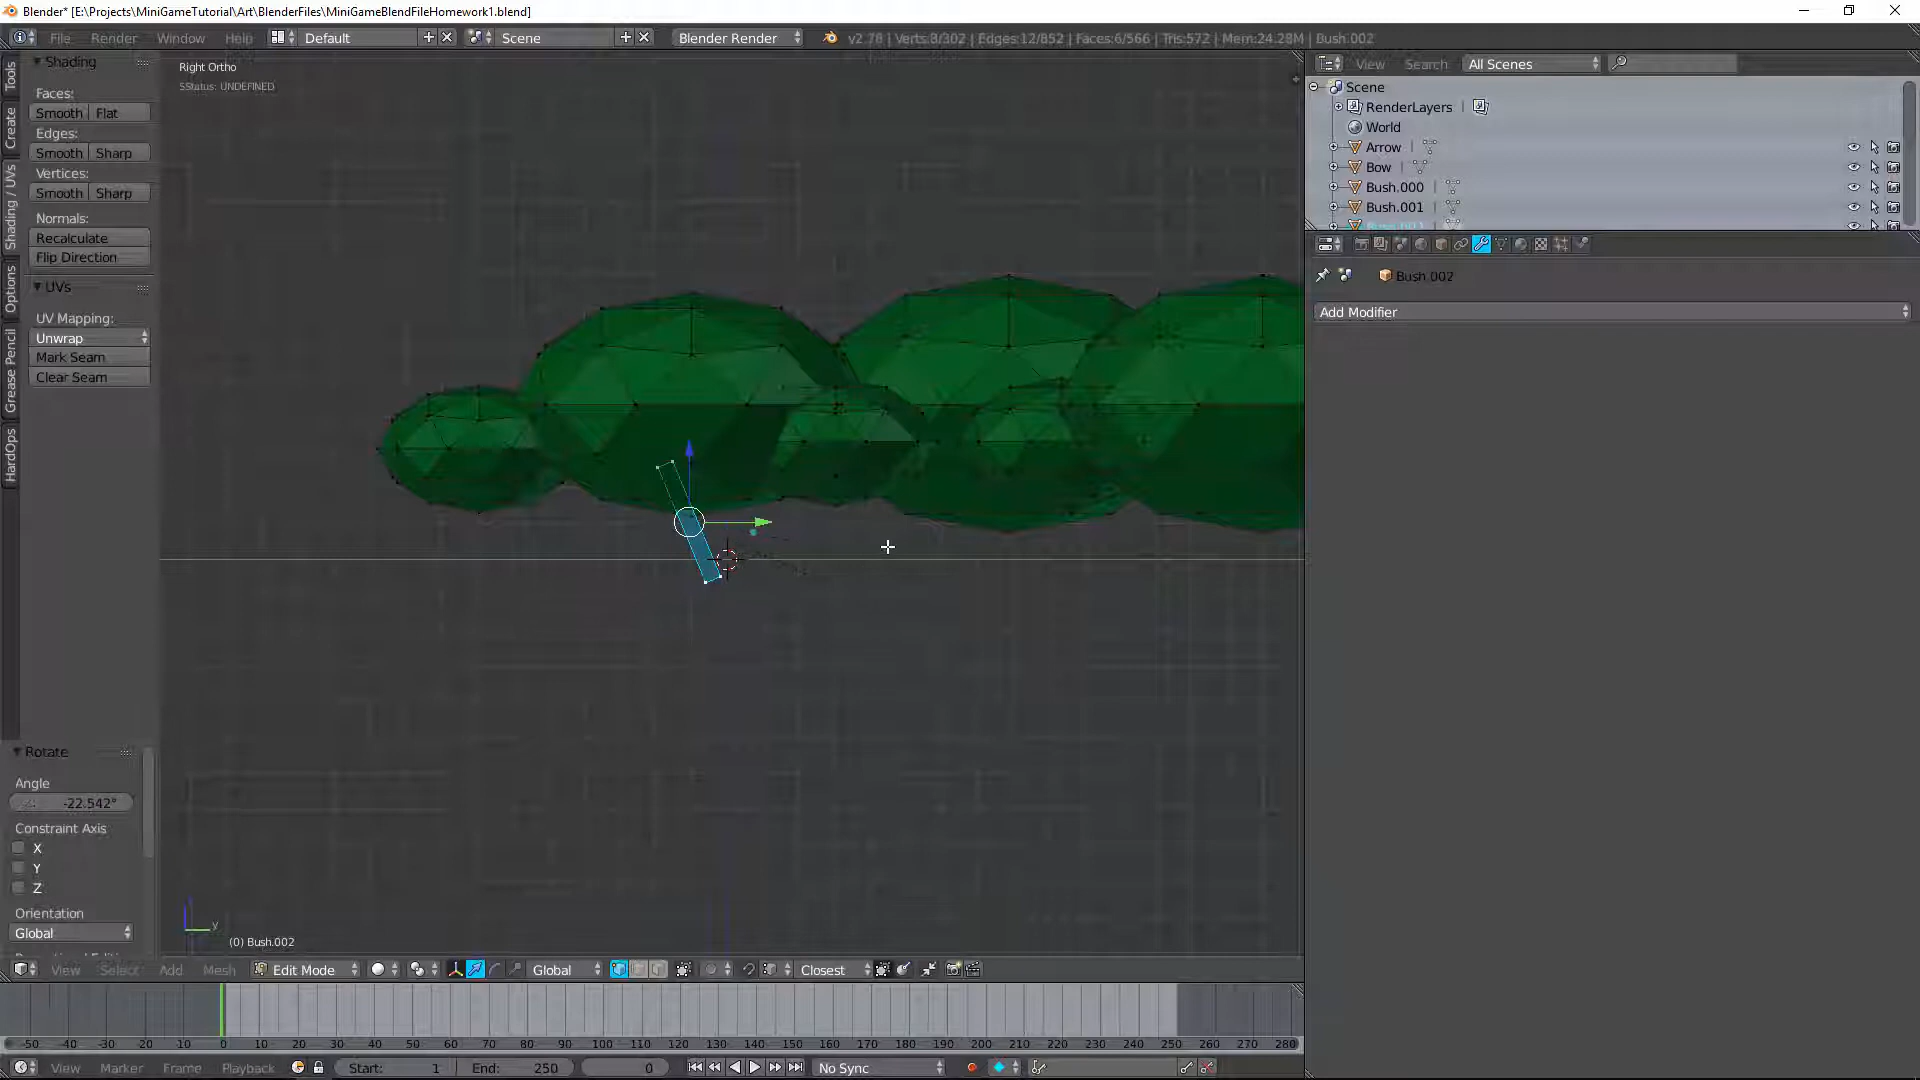 Blender* [E:\Projects\MiniGameTutorial\Art\BlenderFiles\MiniGameBlendFileHomework1.blend]
File Render Window Help Default Scene Blender Render v2.78 | Verts:8/302 | Edges:12/852 | Faces:6/566 | Tris:572 | Mem:24.28M | Bush.002
Tools
Create
Shading / UVs
Options
Grease Pencil
HardOps
Shading
Faces:
Smooth Flat
Edges:
Smooth Sharp
Vertices:
Smooth Sharp
Normals:
Recalculate
Flip Direction
UVs
UV Mapping:
Unwrap
Mark Seam
Clear Seam
Rotate
Angle
-22.542°
Constraint Axis
X
Y
Z
Orientation
Global
Right Ortho
SStatus: UNDEFINED
y
(0) Bush.002
View Search All Scenes
Scene
RenderLayers
World
Arrow
Bow
Bush.000
Bush.001
Bush.002
Add Modifier
View Select Add Mesh Edit Mode Global Closest
-50 -40 -30 -20 -10 0 10 20 30 40 50 60 70 80 90 100 110 120 130 140 150 160 170 180 190 200 210 220 230 240 250 260 270 280
View Marker Frame Playback Start: 1 End: 250 0 No Sync